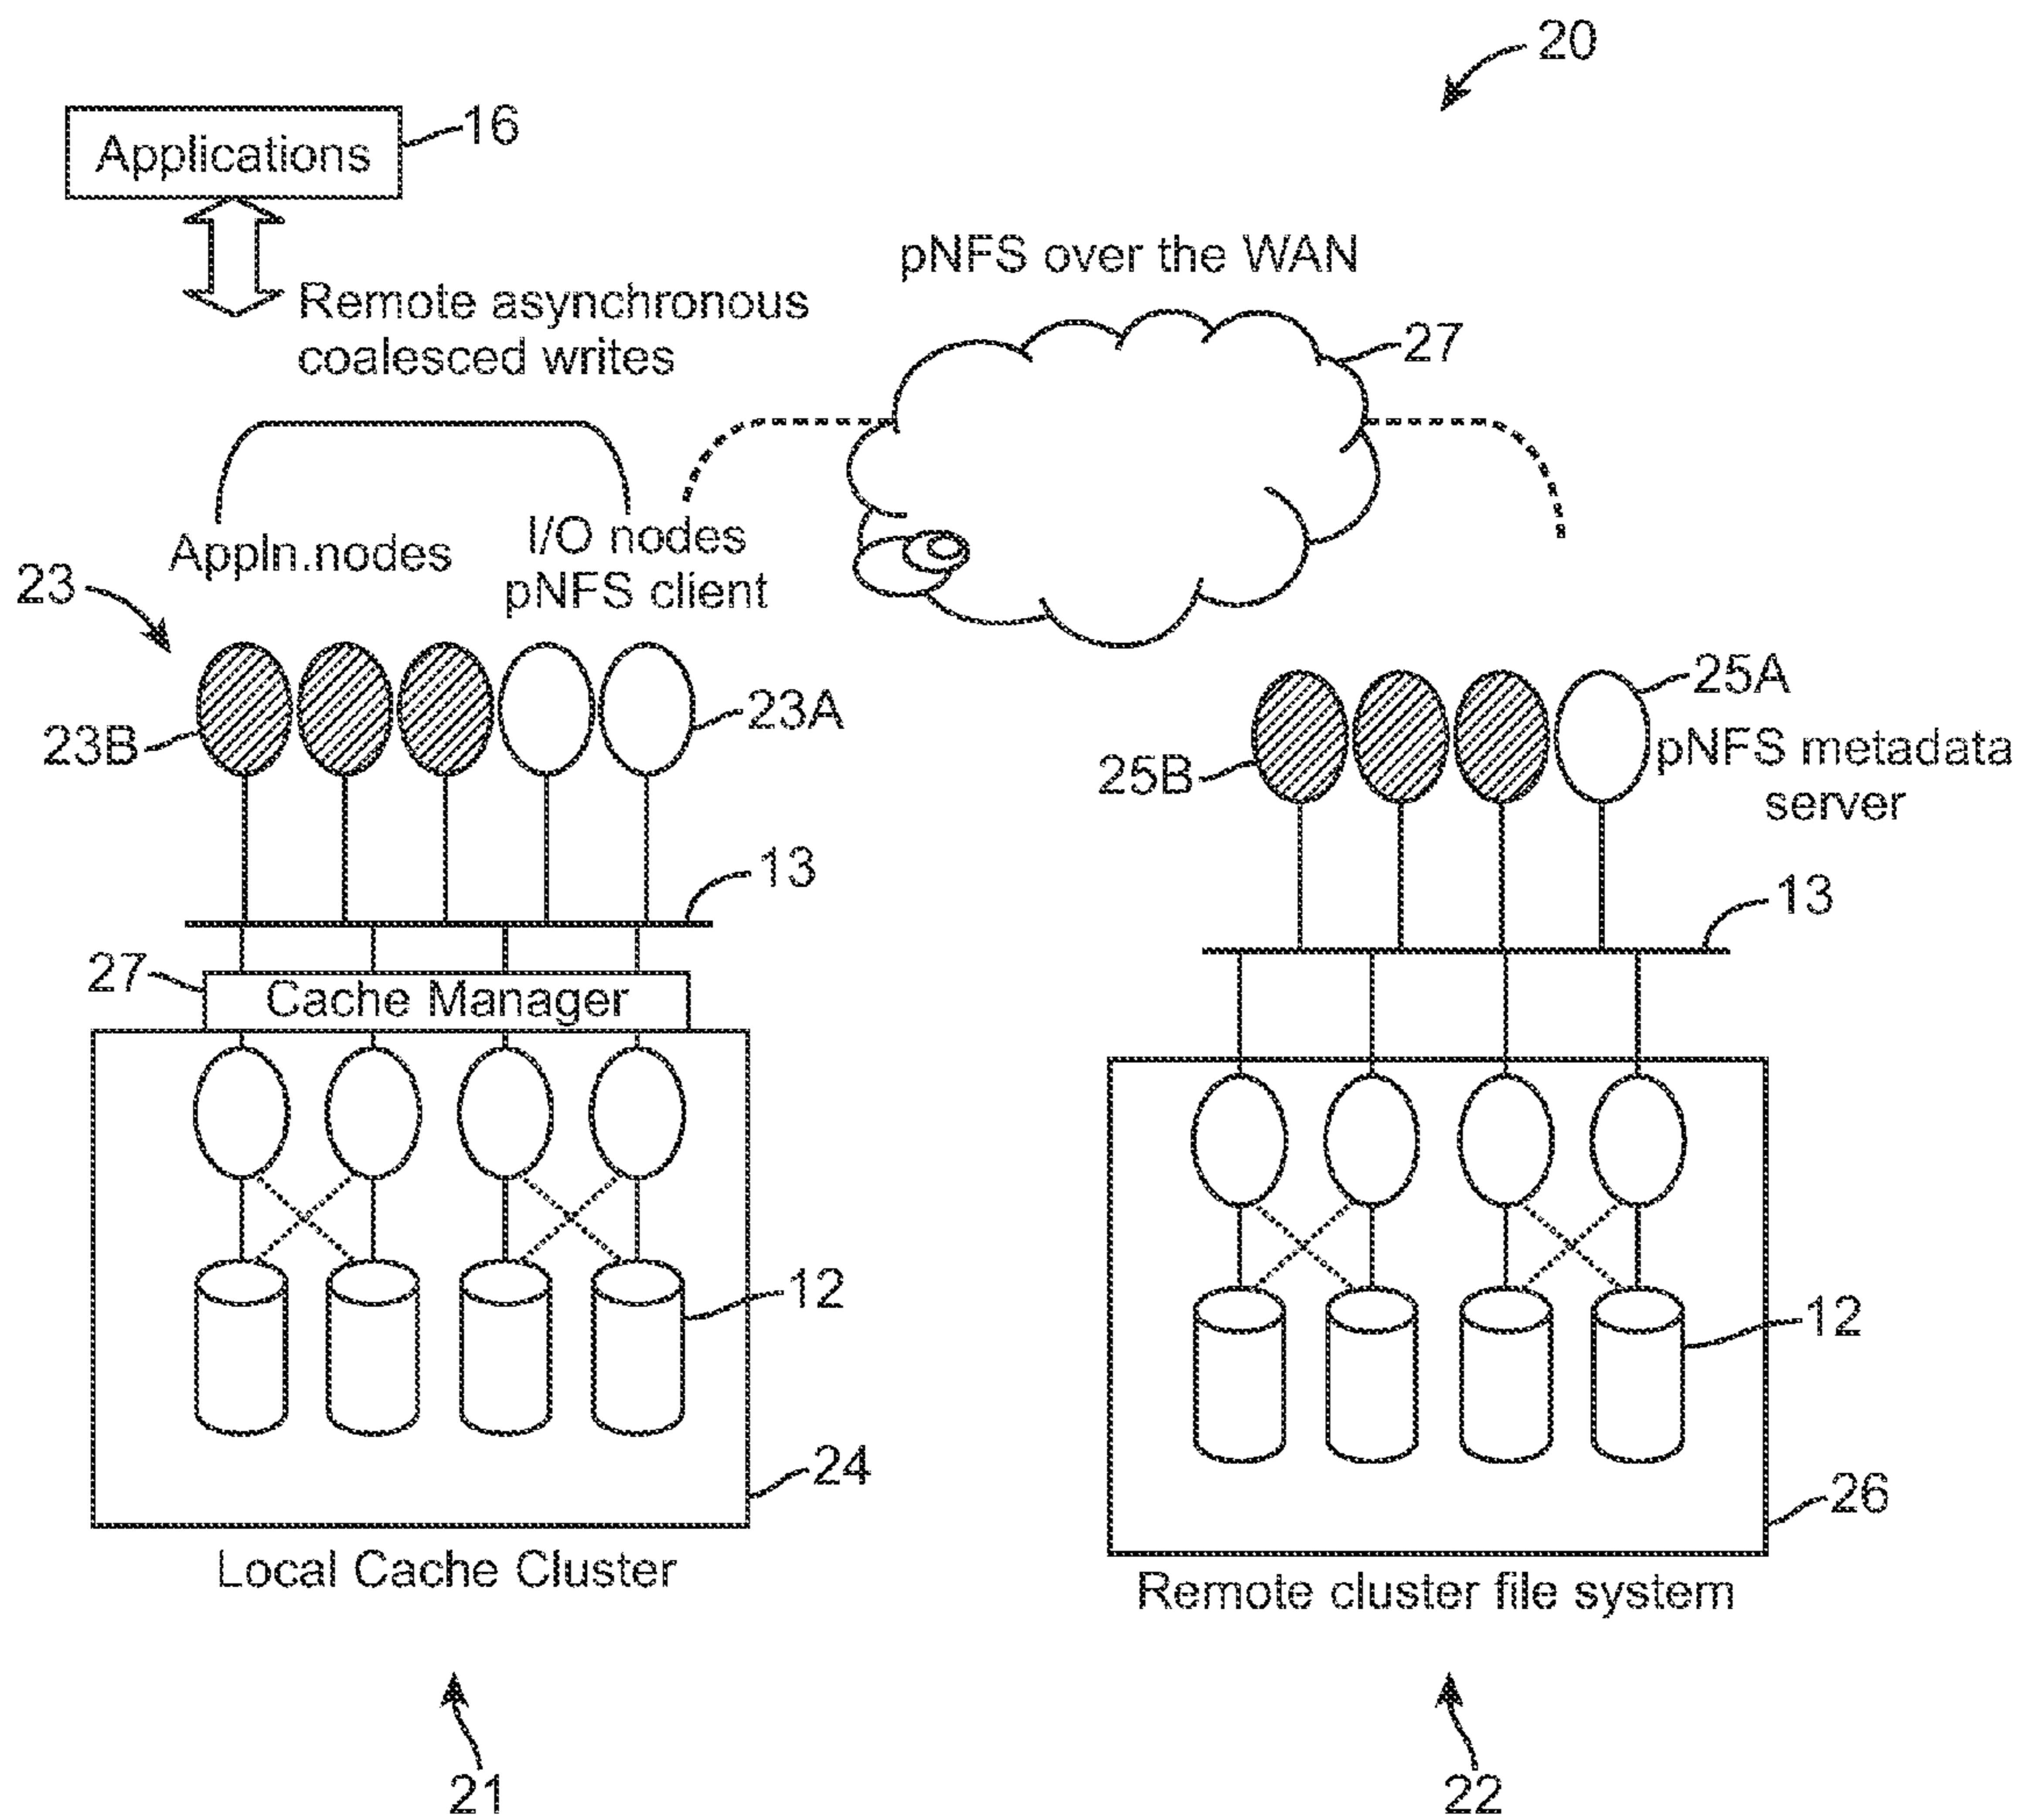 20
16
Applications
pNFS over the WAN
Remote asynchronous
coalesced writes
27
Appln.nodes
I/O nodes
pNFS client
23
23B
23A
25A
25B
pNFS metadata
server
13
13
27
Cache Manager
12
12
24
26
Local Cache Cluster
Remote cluster file system
21
22